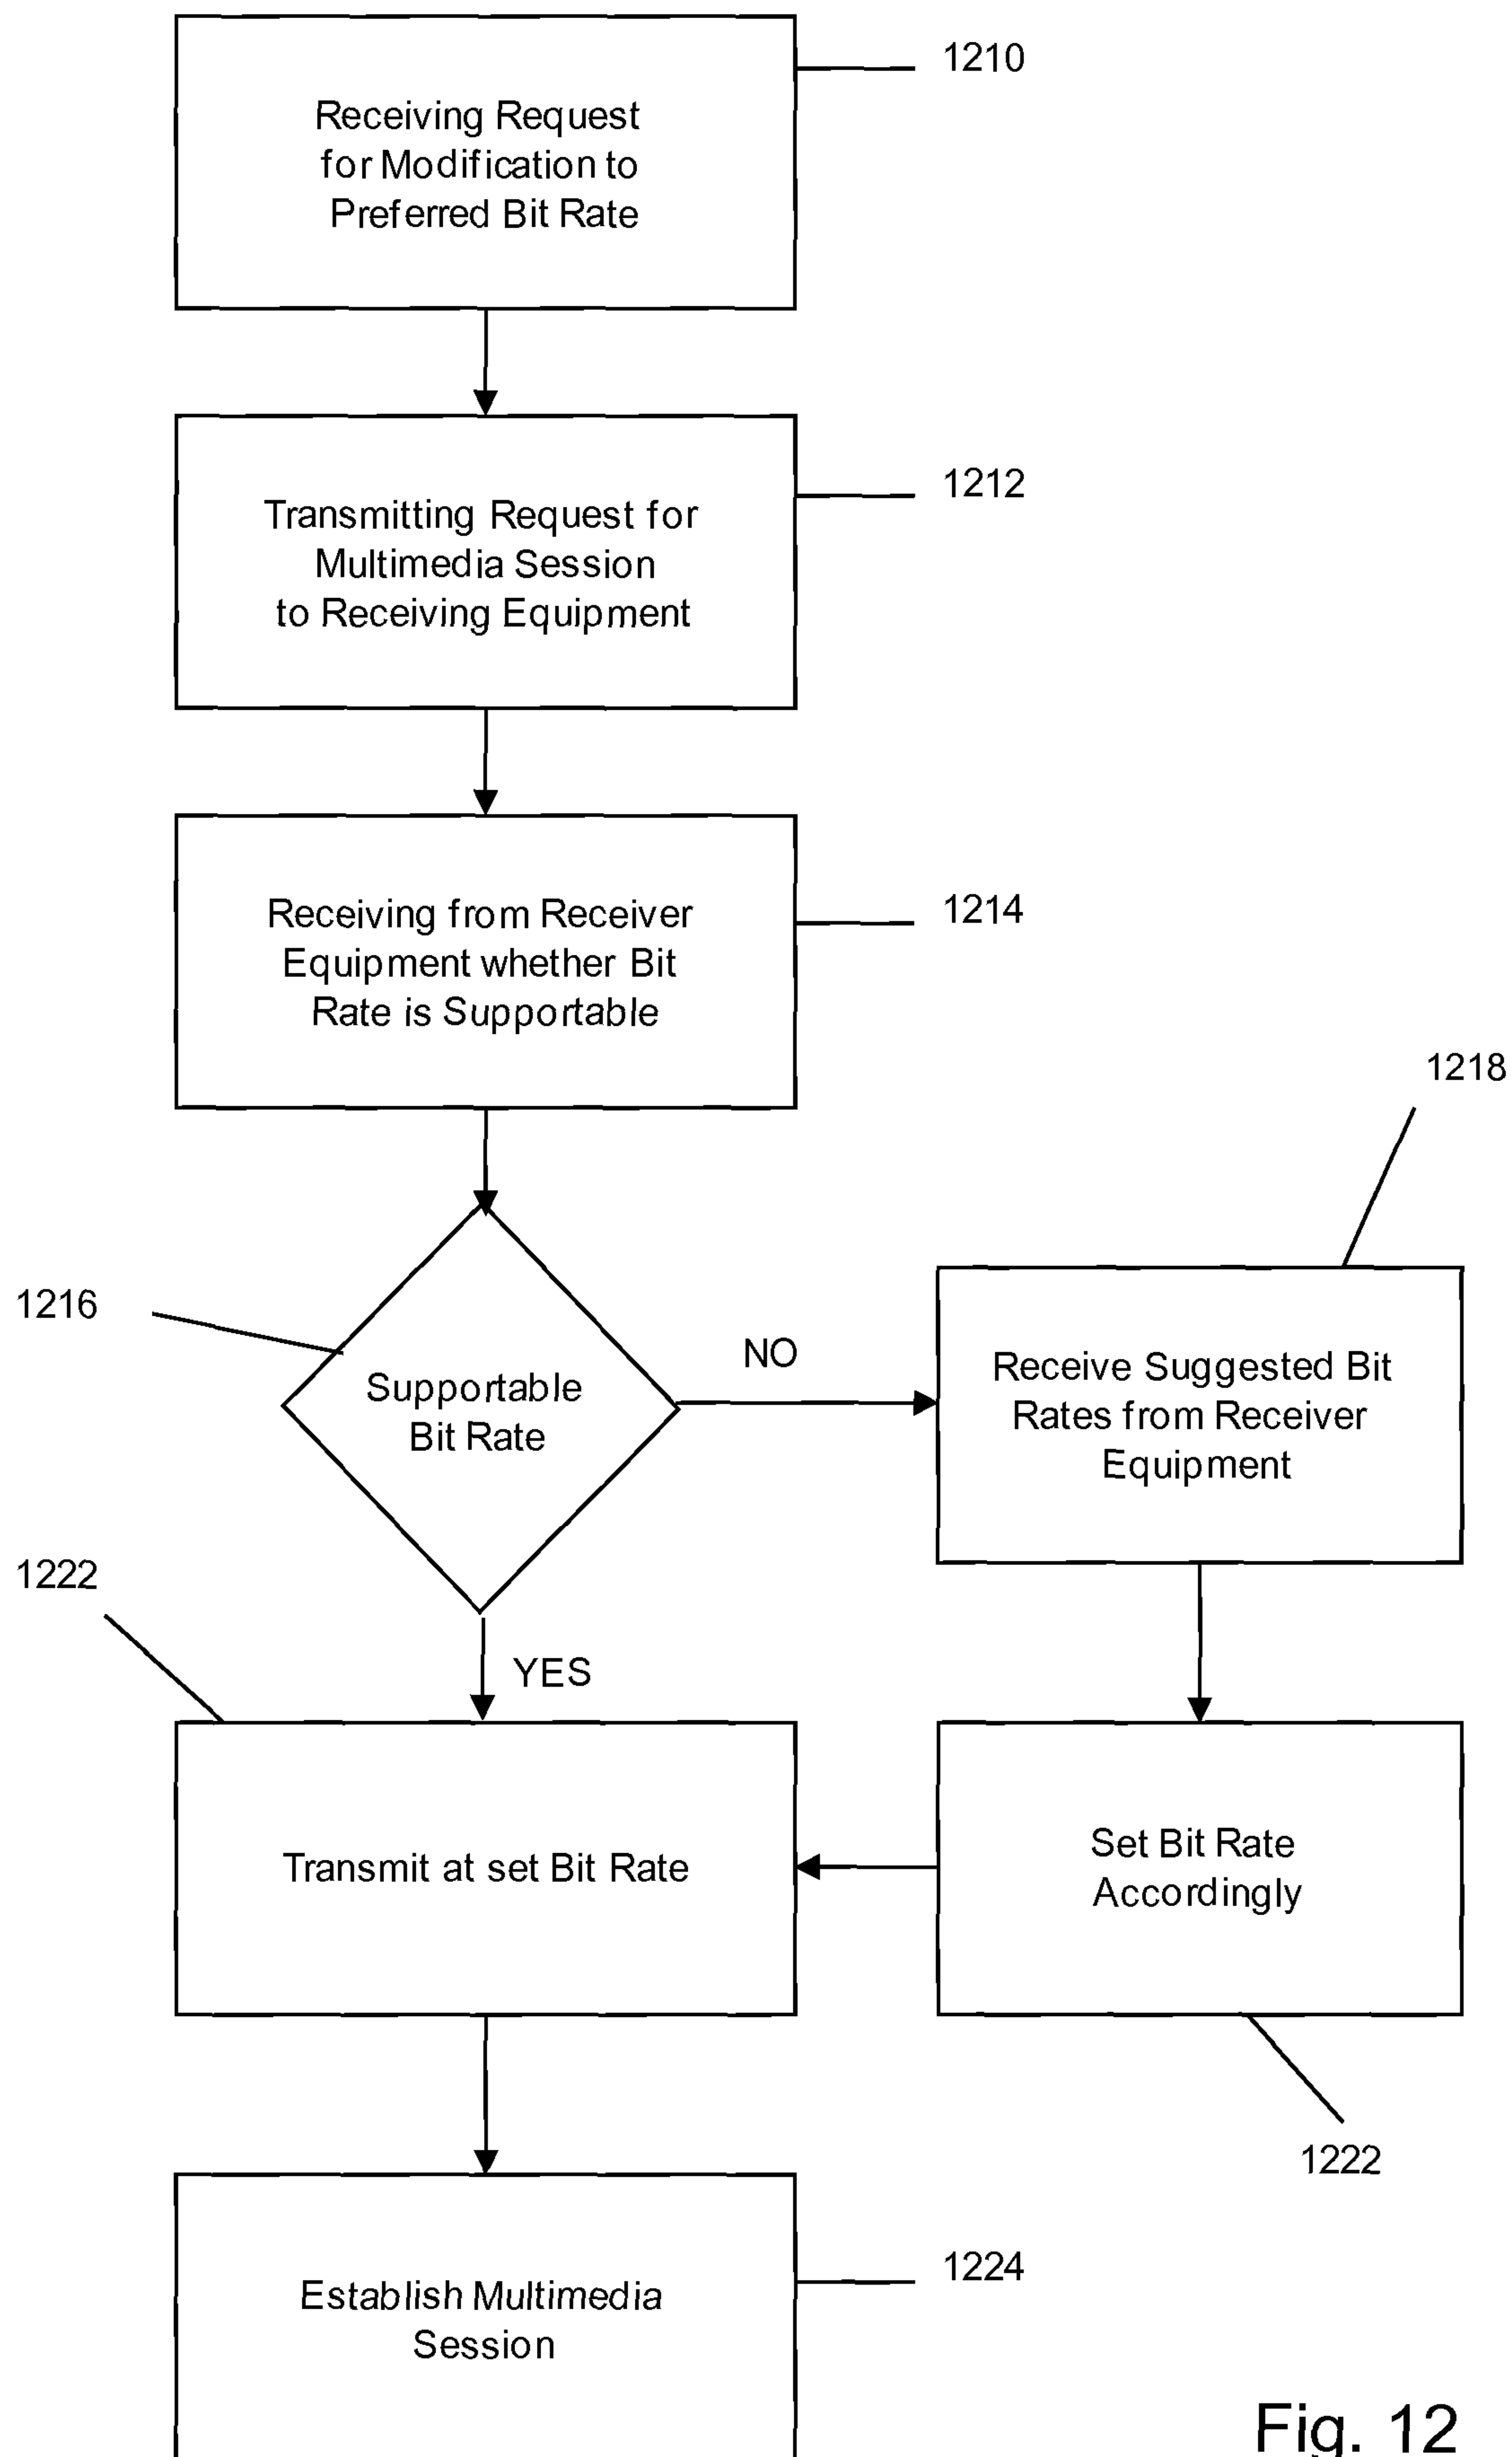 1210
Receiving Request
for Modification to
Preferred Bit Rate
1212
Transmitting Request for
Multimedia Session
to Receiving Equipment
1214
Receiving from Receiver
Equipment whether Bit
Rate is Supportable
1218
1216
Supportable
Bit Rate
NO
Receive Suggested Bit
Rates from Receiver
Equipment
1222
YES
Transmit at set Bit Rate
Set Bit Rate
Accordingly
1222
1224
Establish Multimedia
Session
Fig. 12